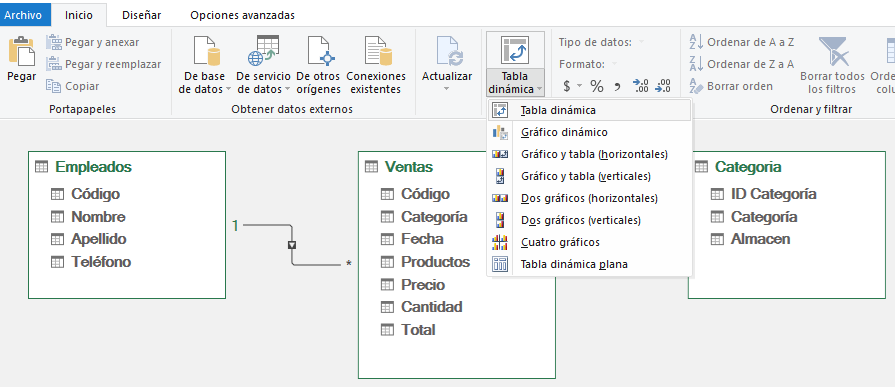 Archivo Inicio Diseñar Opciones avanzadas
Pegar
Pegar y anexar
Pegar y reemplazar
Copiar
Portapapeles
De base de datos
De servicio de datos
De otros orígenes
Conexiones existentes
Obtener datos externos
Actualizar
Tabla dinámica
Tipo de datos:
Formato:
$ % , ,0 ,00 ,00 ,0
Ordenar de A a Z
Ordenar de Z a A
Borrar orden
Borrar todos los filtros
Ordenar y filtrar
Tabla dinámica
Gráfico dinámico
Gráfico y tabla (horizontales)
Gráfico y tabla (verticales)
Dos gráficos (horizontales)
Dos gráficos (verticales)
Cuatro gráficos
Tabla dinámica plana
Empleados
Código
Nombre
Apellido
Teléfono
1
*
Ventas
Código
Categoría
Fecha
Productos
Precio
Cantidad
Total
Categoria
ID Categoría
Categoría
Almacen